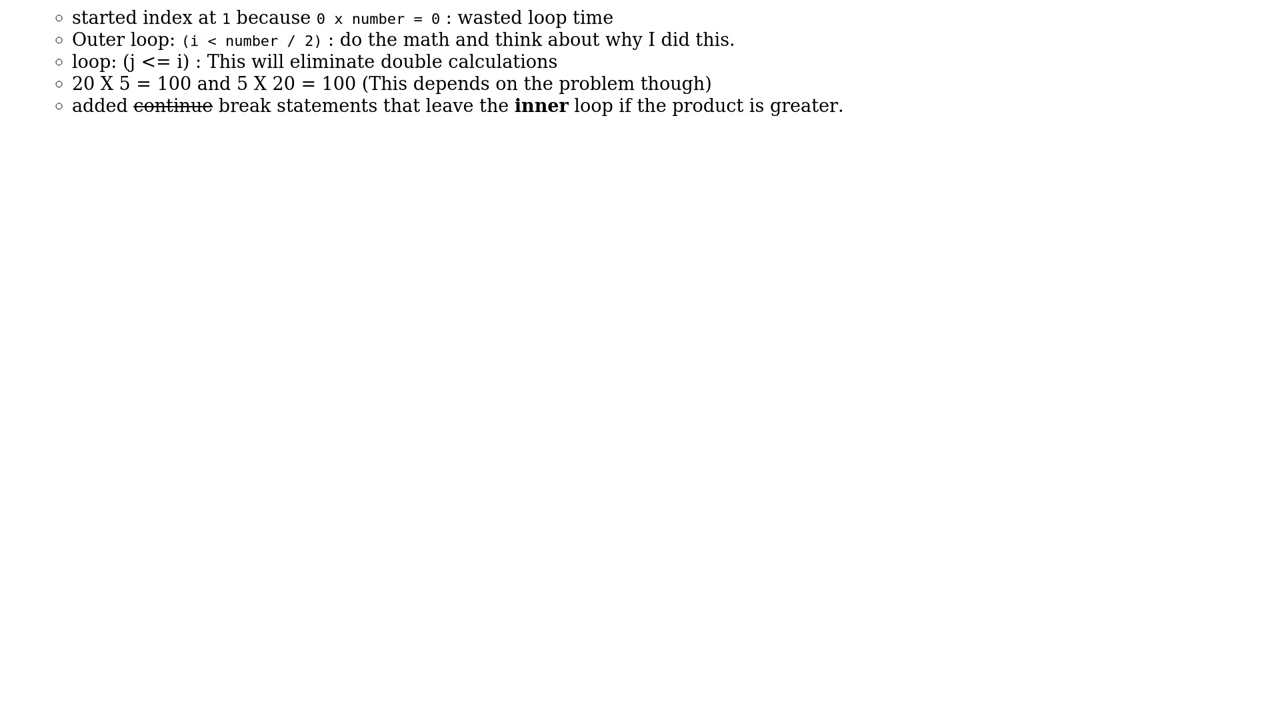 started index at 1 because 0 x number = 0 : wasted loop time
Outer loop: (i < number / 2) : do the math and think about why I did this.
loop: (j <= i) : This will eliminate double calculations
20 X 5 = 100 and 5 X 20 = 100 (This depends on the problem though)
added continue break statements that leave the inner loop if the product is greater.